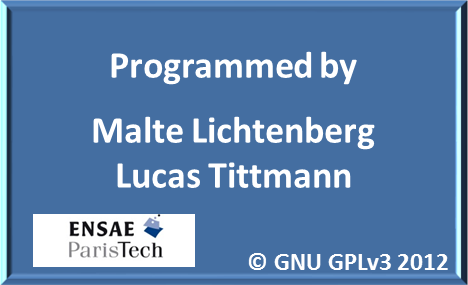 Programmed by
Malte Lichtenberg
Lucas Tittmann
ENSAE
ParisTech
© GNU GPLv3 2012